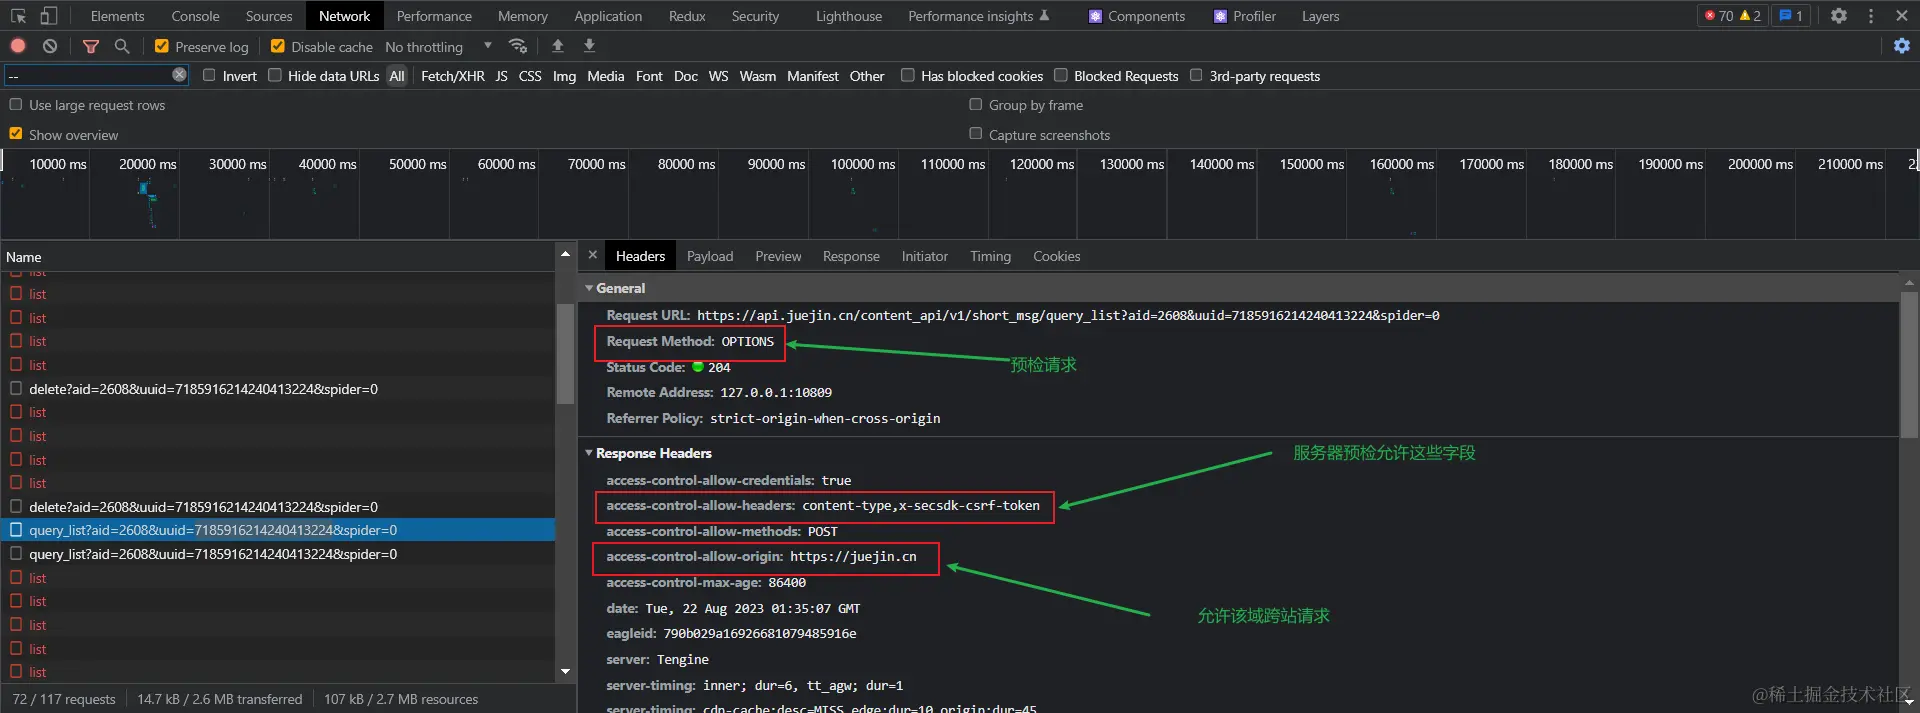 Elements Console Sources Network Performance Memory Application Redux Security Lighthouse Performance insights Components Profiler Layers 70 2 1
Preserve log Disable cache No throttling
-- Invert Hide data URLs All Fetch/XHR JS CSS Img Media Font Doc WS Wasm Manifest Other Has blocked cookies Blocked Requests 3rd-party requests
Use large request rows Group by frame
Show overview Capture screenshots
10000 ms 20000 ms 30000 ms 40000 ms 50000 ms 60000 ms 70000 ms 80000 ms 90000 ms 100000 ms 110000 ms 120000 ms 130000 ms 140000 ms 150000 ms 160000 ms 170000 ms 180000 ms 190000 ms 200000 ms 210000 ms
Name
list
list
list
list
list
delete?aid=2608&uuid=7185916214240413224&spider=0
list
list
list
list
delete?aid=2608&uuid=7185916214240413224&spider=0
query_list?aid=2608&uuid=7185916214240413224&spider=0
query_list?aid=2608&uuid=7185916214240413224&spider=0
list
list
list
list
list
72 / 117 requests 14.7 kB / 2.6 MB transferred 107 kB / 2.7 MB resources
Headers Payload Preview Response Initiator Timing Cookies
General
Request URL: https://api.juejin.cn/content_api/v1/short_msg/query_list?aid=2608&uuid=7185916214240413224&spider=0
Request Method: OPTIONS
预检请求
Status Code: 204
Remote Address: 127.0.0.1:10809
Referrer Policy: strict-origin-when-cross-origin
Response Headers
服务器预检允许这些字段
access-control-allow-credentials: true
access-control-allow-headers: content-type,x-secsdk-csrf-token
access-control-allow-methods: POST
access-control-allow-origin: https://juejin.cn
access-control-max-age: 86400
date: Tue, 22 Aug 2023 01:35:07 GMT
允许该域跨站请求
eagleid: 790b029a16926681079485916e
server: Tengine
server-timing: inner; dur=6, tt_agw; dur=1
server-timing: cdn-cache;desc=MISS,edge;dur=10,origin;dur=45
@稀土掘金技术社区